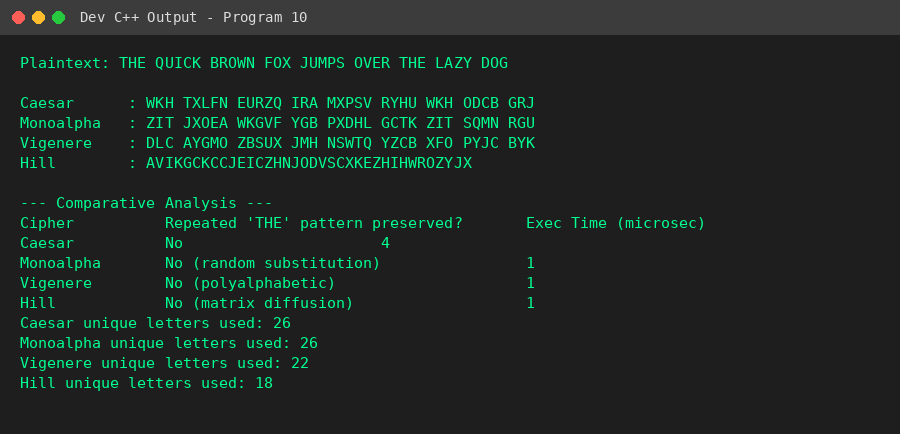 Dev C++ Output - Program 10
Plaintext: THE QUICK BROWN FOX JUMPS OVER THE LAZY DOG
Caesar      : WKH TXLFN EURZQ IRA MXPSV RYHU WKH ODCB GRJ
Monoalpha   : ZIT JXOEA WKGVF YGB PXDHL GCTK ZIT SQMN RGU
Vigenere    : DLC AYGMO ZBSUX JMH NSWTQ YZCB XFO PYJC BYK
Hill        : AVIKGCKCCJEICZHNJODVSCXKEZHIHWROZYJX
--- Comparative Analysis ---
Cipher          Repeated 'THE' pattern preserved?       Exec Time (microsec)
Caesar          No                      4
Monoalpha       No (random substitution)                1
Vigenere        No (polyalphabetic)                     1
Hill            No (matrix diffusion)                   1
Caesar unique letters used: 26
Monoalpha unique letters used: 26
Vigenere unique letters used: 22
Hill unique letters used: 18